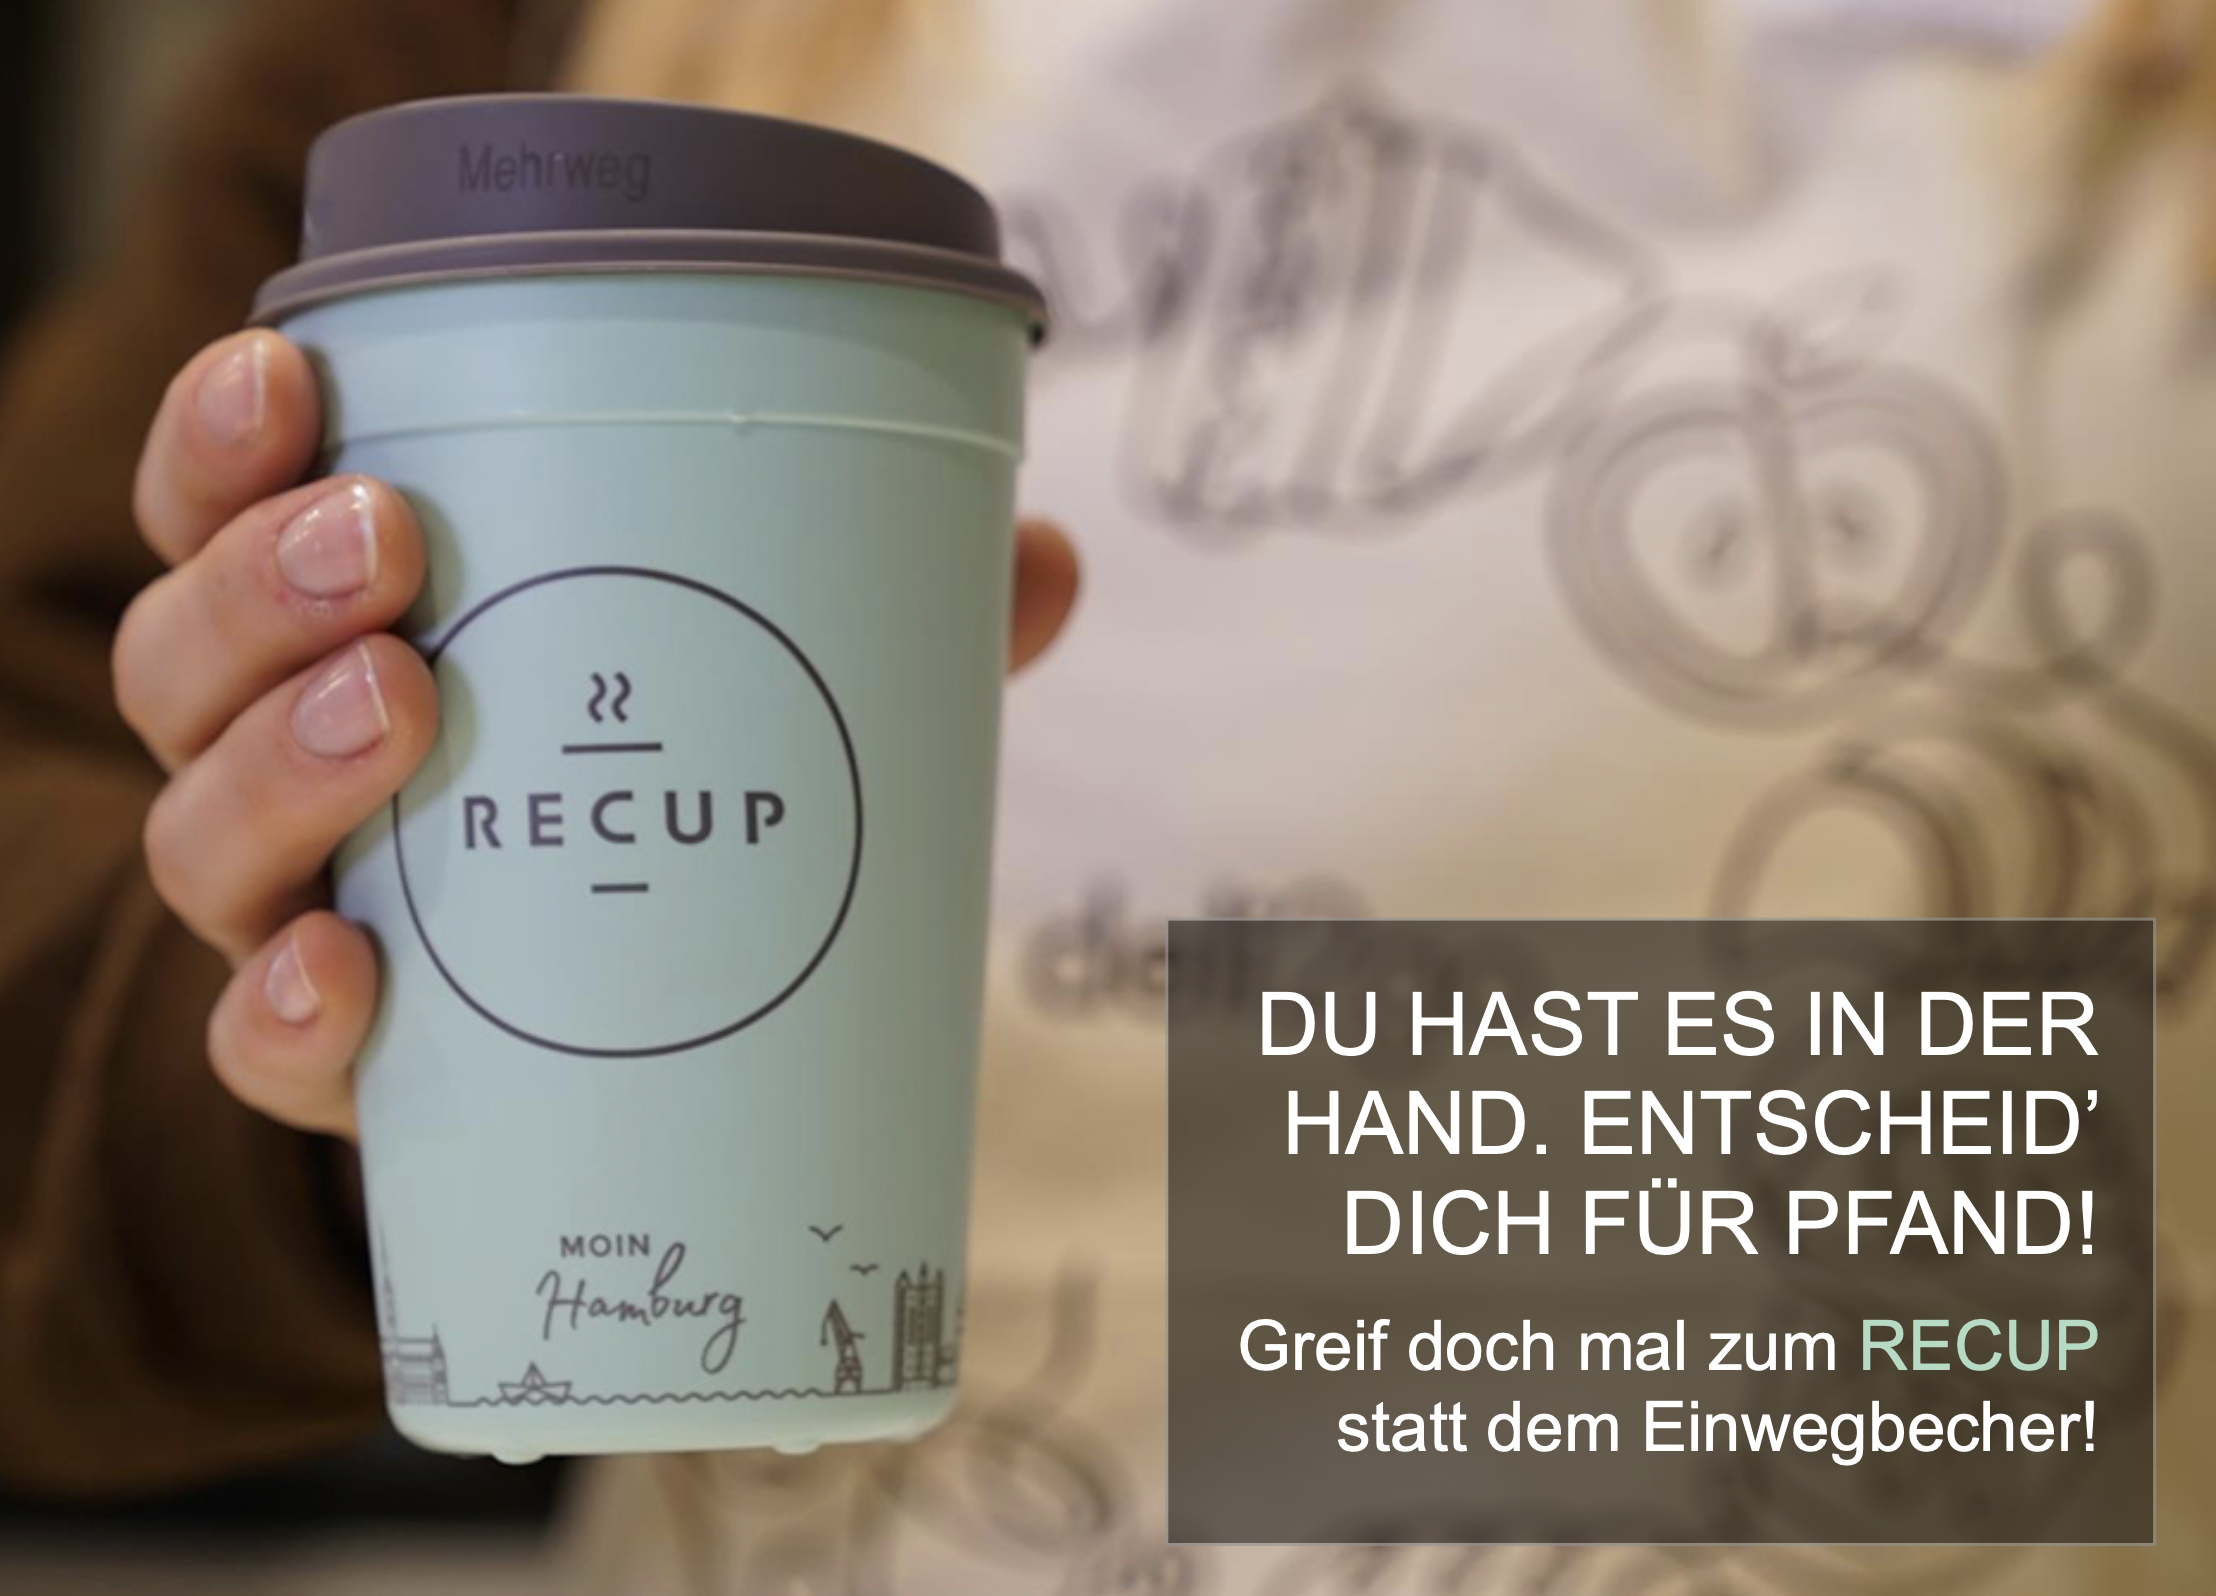 Mehrweg
RECUP
MOIN
Hamburg
DU HAST ES IN DER
HAND. ENTSCHEID’
DICH FÜR PFAND!
Greif doch mal zum RECUP
statt dem Einwegbecher!